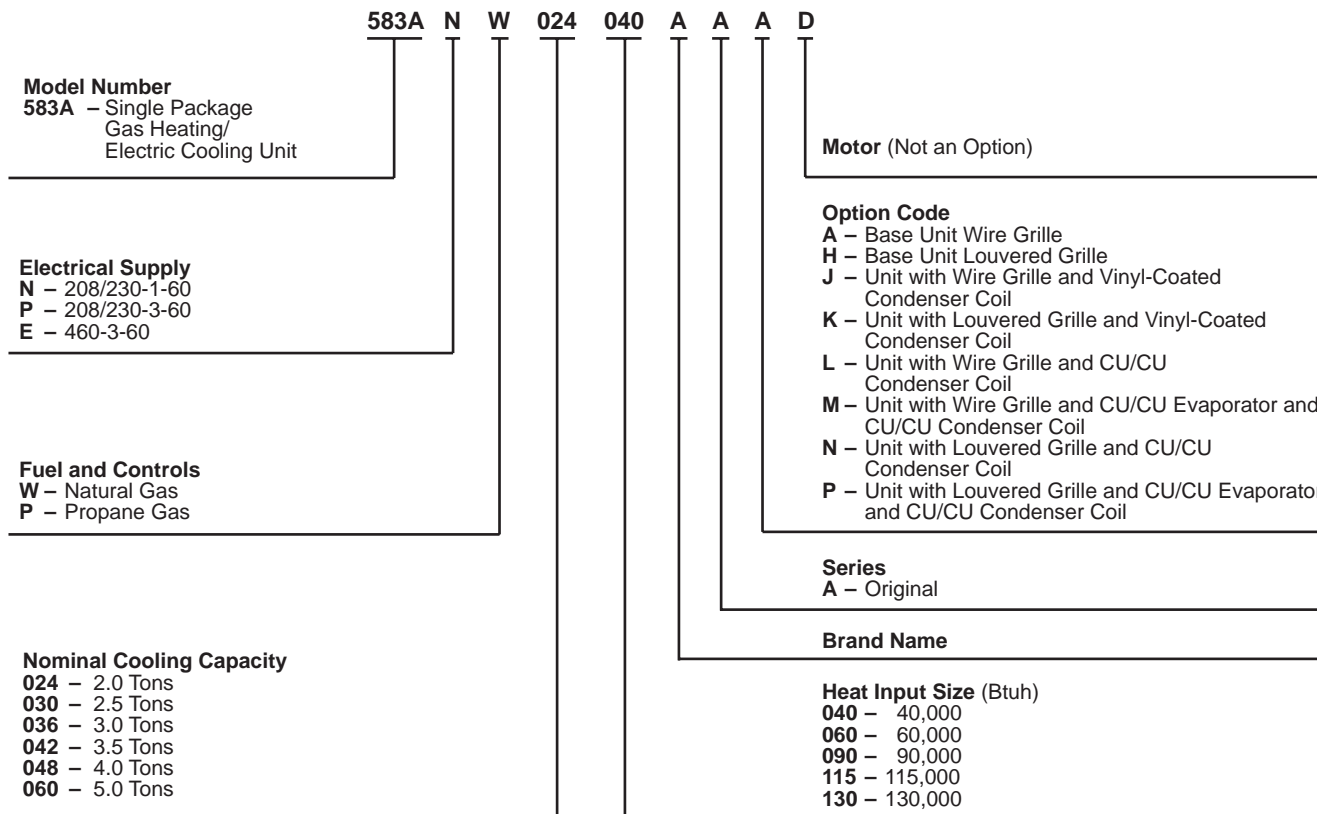 583A N W 024 040 A A A D
Model Number
583A – Single Package
Gas Heating/
Electric Cooling Unit
Electrical Supply
N – 208/230-1-60
P – 208/230-3-60
E – 460-3-60
Fuel and Controls
W – Natural Gas
P – Propane Gas
Nominal Cooling Capacity
024 – 2.0 Tons
030 – 2.5 Tons
036 – 3.0 Tons
042 – 3.5 Tons
048 – 4.0 Tons
060 – 5.0 Tons
Motor (Not an Option)
Option Code
A – Base Unit Wire Grille
H – Base Unit Louvered Grille
J – Unit with Wire Grille and Vinyl-Coated
Condenser Coil
K – Unit with Louvered Grille and Vinyl-Coated
Condenser Coil
L – Unit with Wire Grille and CU/CU
Condenser Coil
M – Unit with Wire Grille and CU/CU Evaporator and
CU/CU Condenser Coil
N – Unit with Louvered Grille and CU/CU
Condenser Coil
P – Unit with Louvered Grille and CU/CU Evaporator
and CU/CU Condenser Coil
Series
A – Original
Brand Name
Heat Input Size (Btuh)
040 – 40,000
060 – 60,000
090 – 90,000
115 – 115,000
130 – 130,000